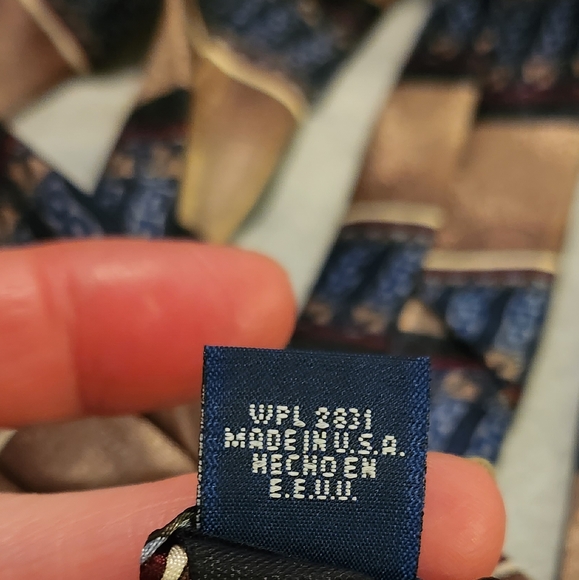 WPL 2831
MADE IN U.S.A.
HECHO EN
E.E.U.U.